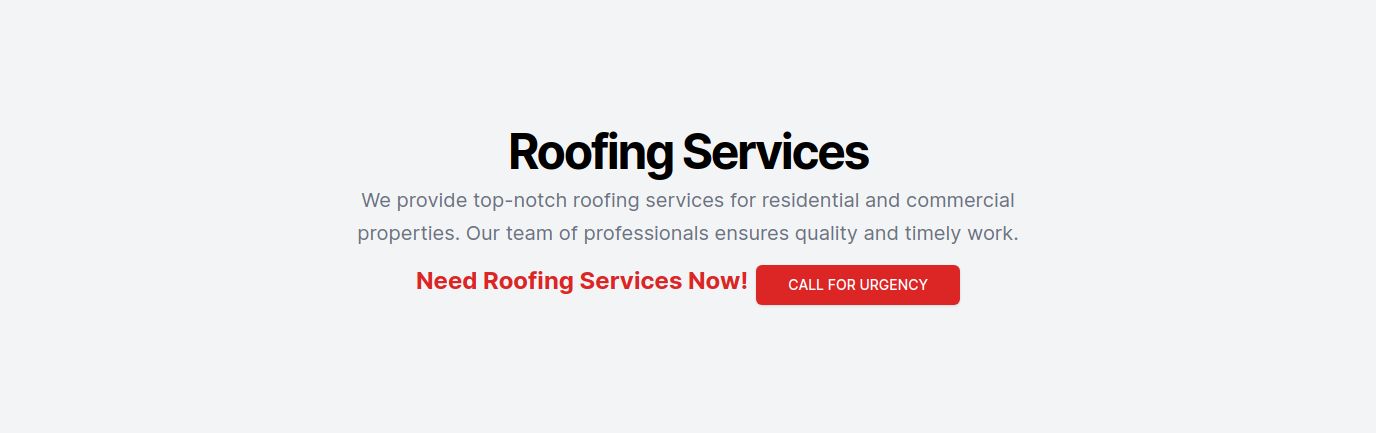 Roofing Services
We provide top-notch roofing services for residential and commercial
properties. Our team of professionals ensures quality and timely work.
Need Roofing Services Now! CALL FOR URGENCY